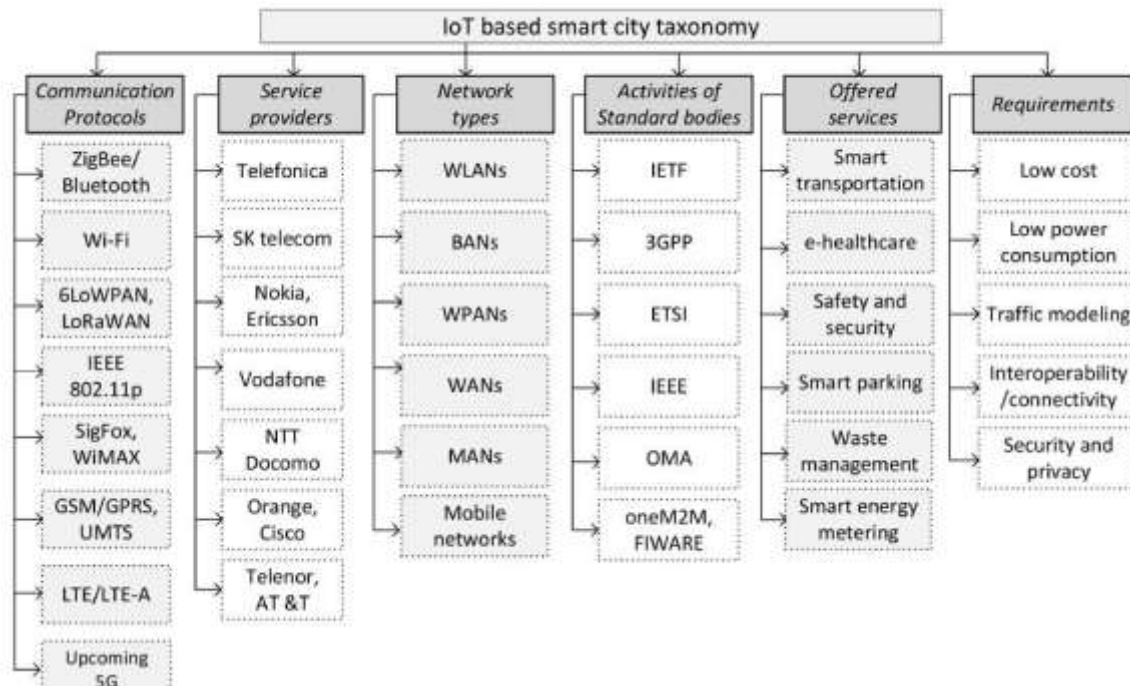 IoT based smart city taxonomy
Communication
Protocols
ZigBee/
Bluetooth
Wi-Fi
6LoWPAN,
LoRaWAN
IEEE
802.11p
SigFox,
WiMAX
GSM/GPRS,
UMTS
LTE/LTE-A
Upcoming
5G
Service
providers
Telefonica
SK telecom
Nokia,
Ericsson
Vodafone
NTT
Docomo
Orange,
Cisco
Telenor,
AT &T
Network
types
WLANs
BANs
WPANs
WANs
MANs
Mobile
networks
Activities of
Standard bodies
IETF
3GPP
ETSI
IEEE
OMA
oneM2M,
FIWARE
Offered
services
Smart
transportation
e-healthcare
Safety and
security
Smart parking
Waste
management
Smart energy
metering
Requirements
Low cost
Low power
consumption
Traffic modeling
Interoperability
/connectivity
Security and
privacy